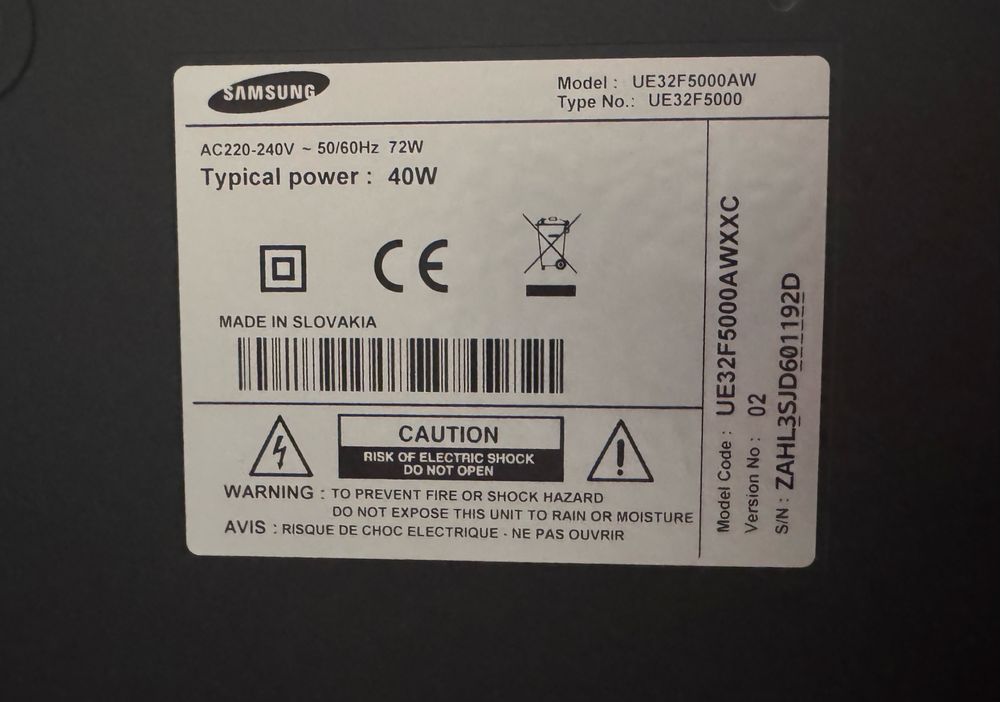 SAMSUNG
Model : UE32F5000AW
Type No.: UE32F5000
AC220-240V ~ 50/60Hz 72W
Typical power : 40W
CE
MADE IN SLOVAKIA
CAUTION
RISK OF ELECTRIC SHOCK
DO NOT OPEN
WARNING : TO PREVENT FIRE OR SHOCK HAZARD
DO NOT EXPOSE THIS UNIT TO RAIN OR MOISTURE
AVIS : RISQUE DE CHOC ELECTRIQUE - NE PAS OUVRIR
Model Code : UE32F5000AWXXC
Version No : 02
S/N : ZAHL3SJD601192D